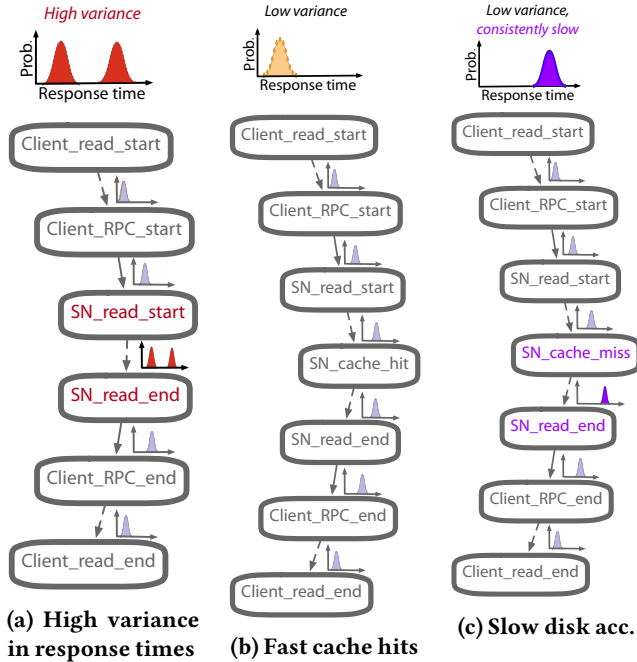 High variance
Prob.
Response time
Client_read_start
Client_RPC_start
SN_read_start
SN_read_end
Client_RPC_end
Client_read_end
(a) High variance
in response times
Low variance
Prob.
Response time
Client_read_start
Client_RPC_start
SN_read_start
SN_cache_hit
SN_read_end
Client_RPC_end
Client_read_end
(b) Fast cache hits
Low variance,
consistently slow
Prob.
Response time
Client_read_start
Client_RPC_start
SN_read_start
SN_cache_miss
SN_read_end
Client_RPC_end
Client_read_end
(c) Slow disk acc.